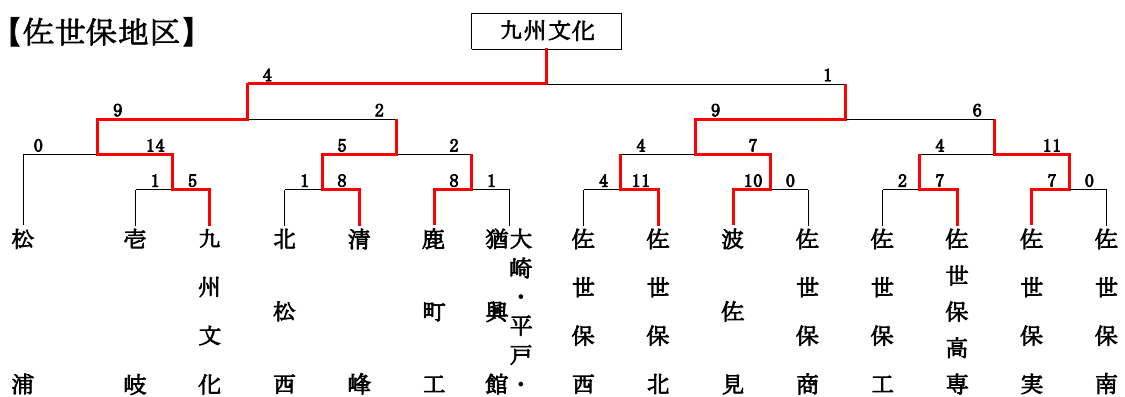 【佐世保地区】
九州文化
4 1
9 2 9 6
0 14 5 2 4 7 4 11
1 5 1 8 8 1 4 11 10 0 2 7 7 0
松浦
壱岐
九州文化
北松西
清峰
鹿町工
大崎・平戸・
猶興館
佐世保西
佐世保北
波佐見
佐世保商
佐世保工
佐世保高専
佐世保実
佐世保南